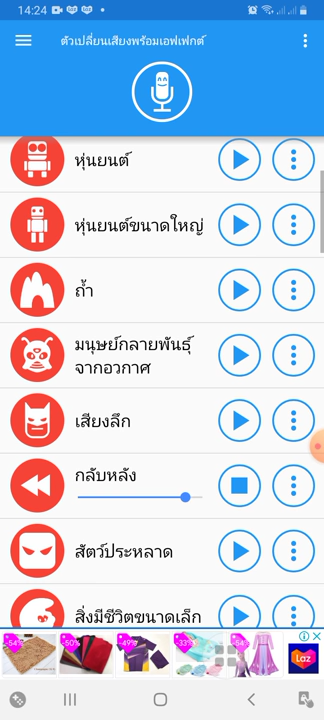 14:24
ตัวเปลี่ยนเสียงพร้อมเอฟเฟกต์
หุ่นยนต์
หุ่นยนต์ขนาดใหญ่
ถ้ำ
มนุษย์กลายพันธุ์
จากอวกาศ
เสียงลึก
กลับหลัง
สัตว์ประหลาด
สิ่งมีชีวิตขนาดเล็ก
-54% -50% -49% -33% -54%
Laz